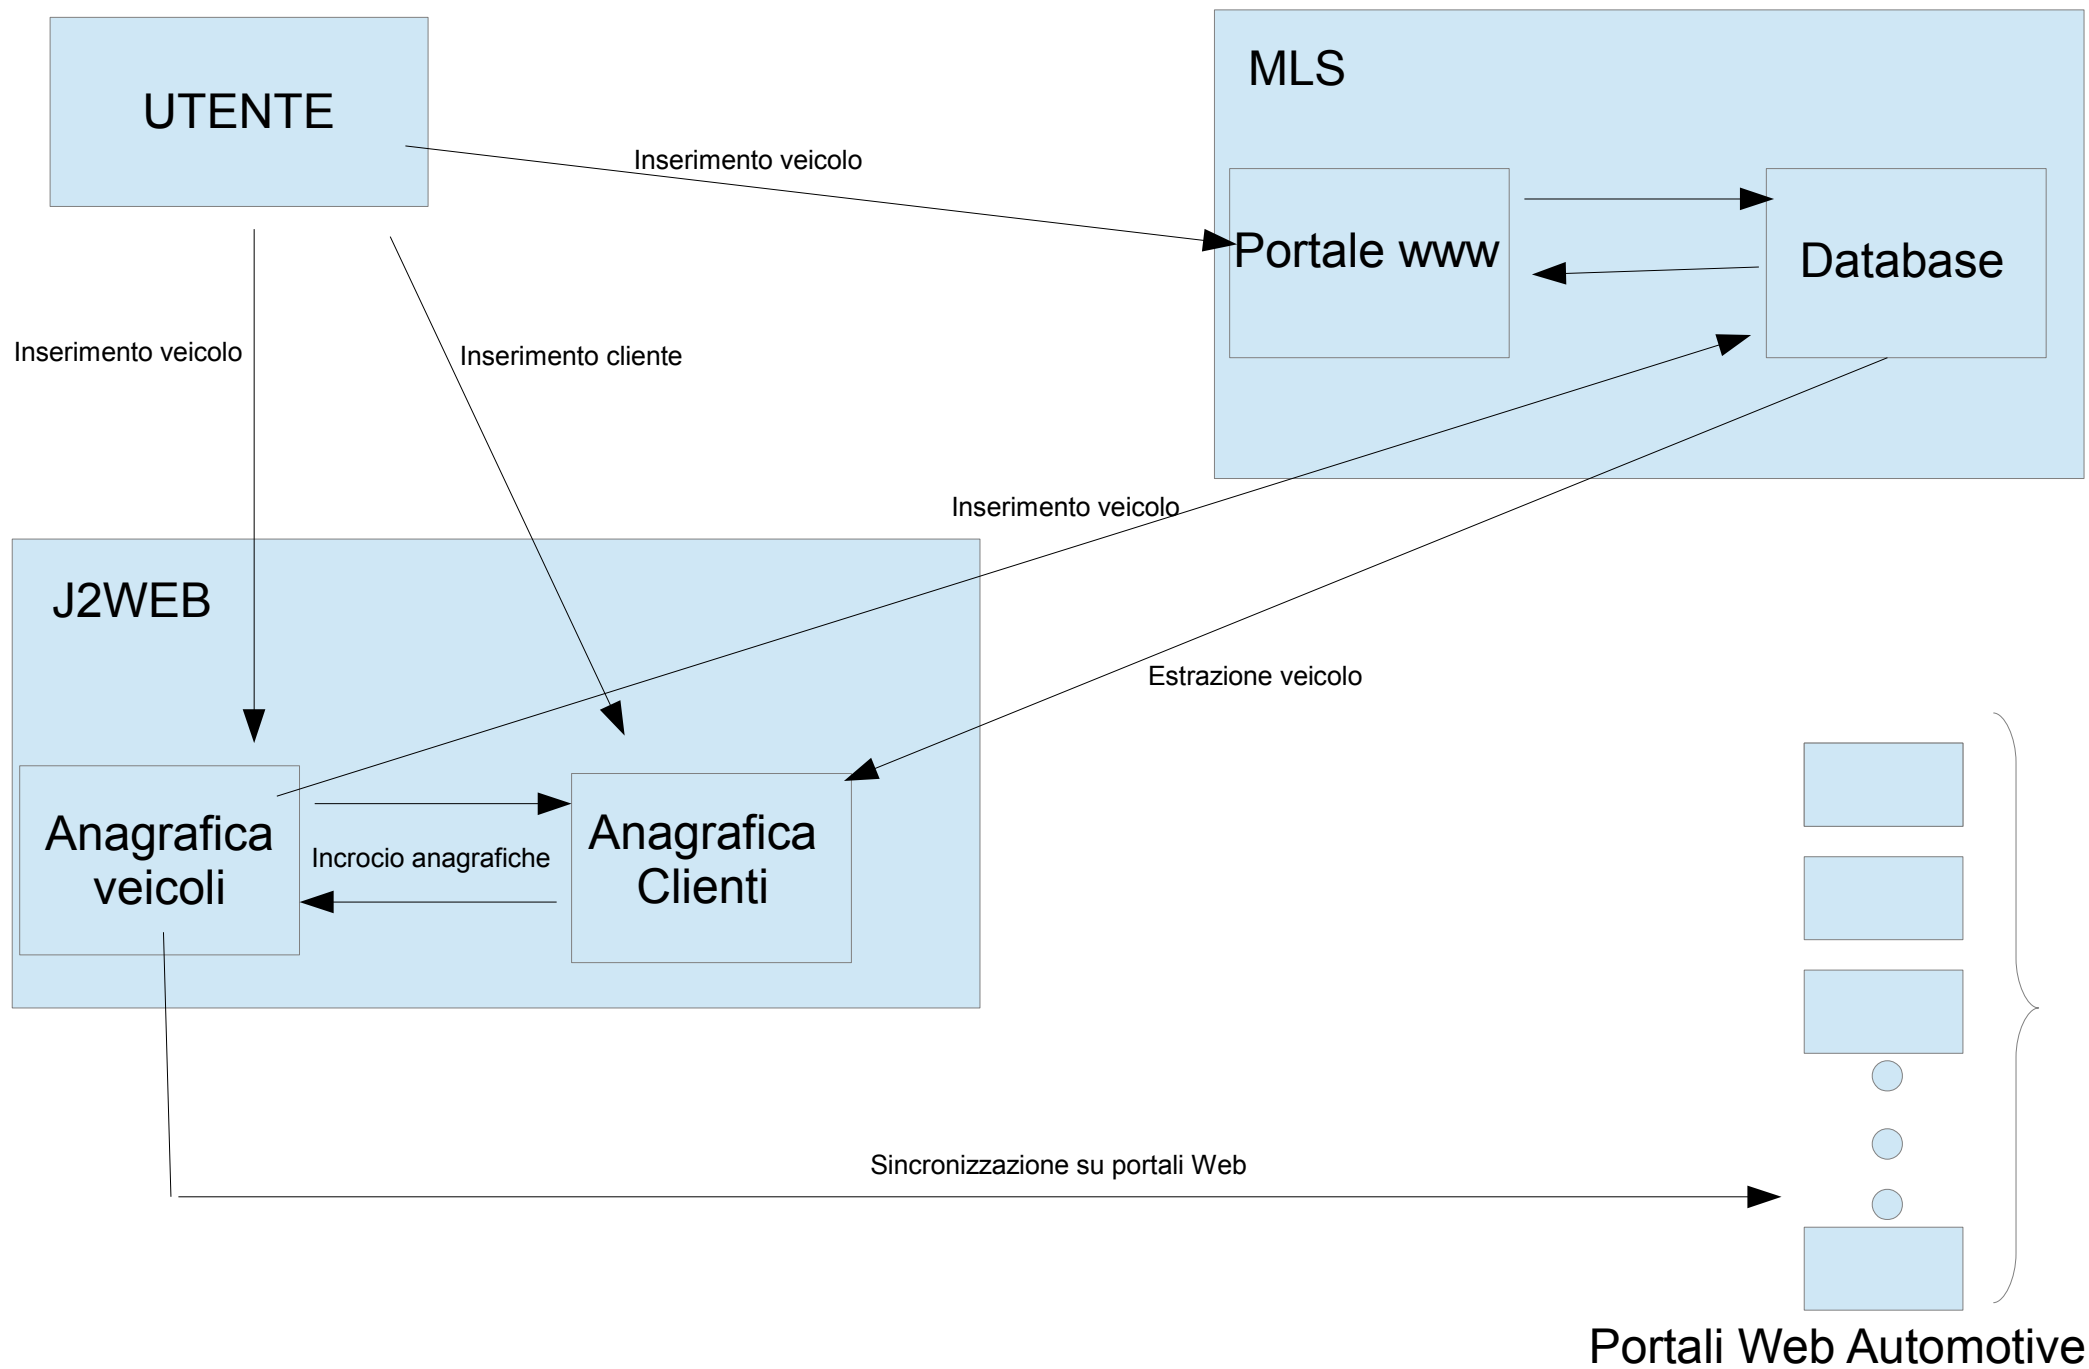 UTENTE
MLS
Inserimento veicolo
Portale www
Database
Inserimento veicolo
Inserimento cliente
Inserimento veicolo
J2WEB
Estrazione veicolo
Anagrafica
veicoli
Incrocio anagrafiche
Anagrafica
Clienti
Sincronizzazione su portali Web
Portali Web Automotive